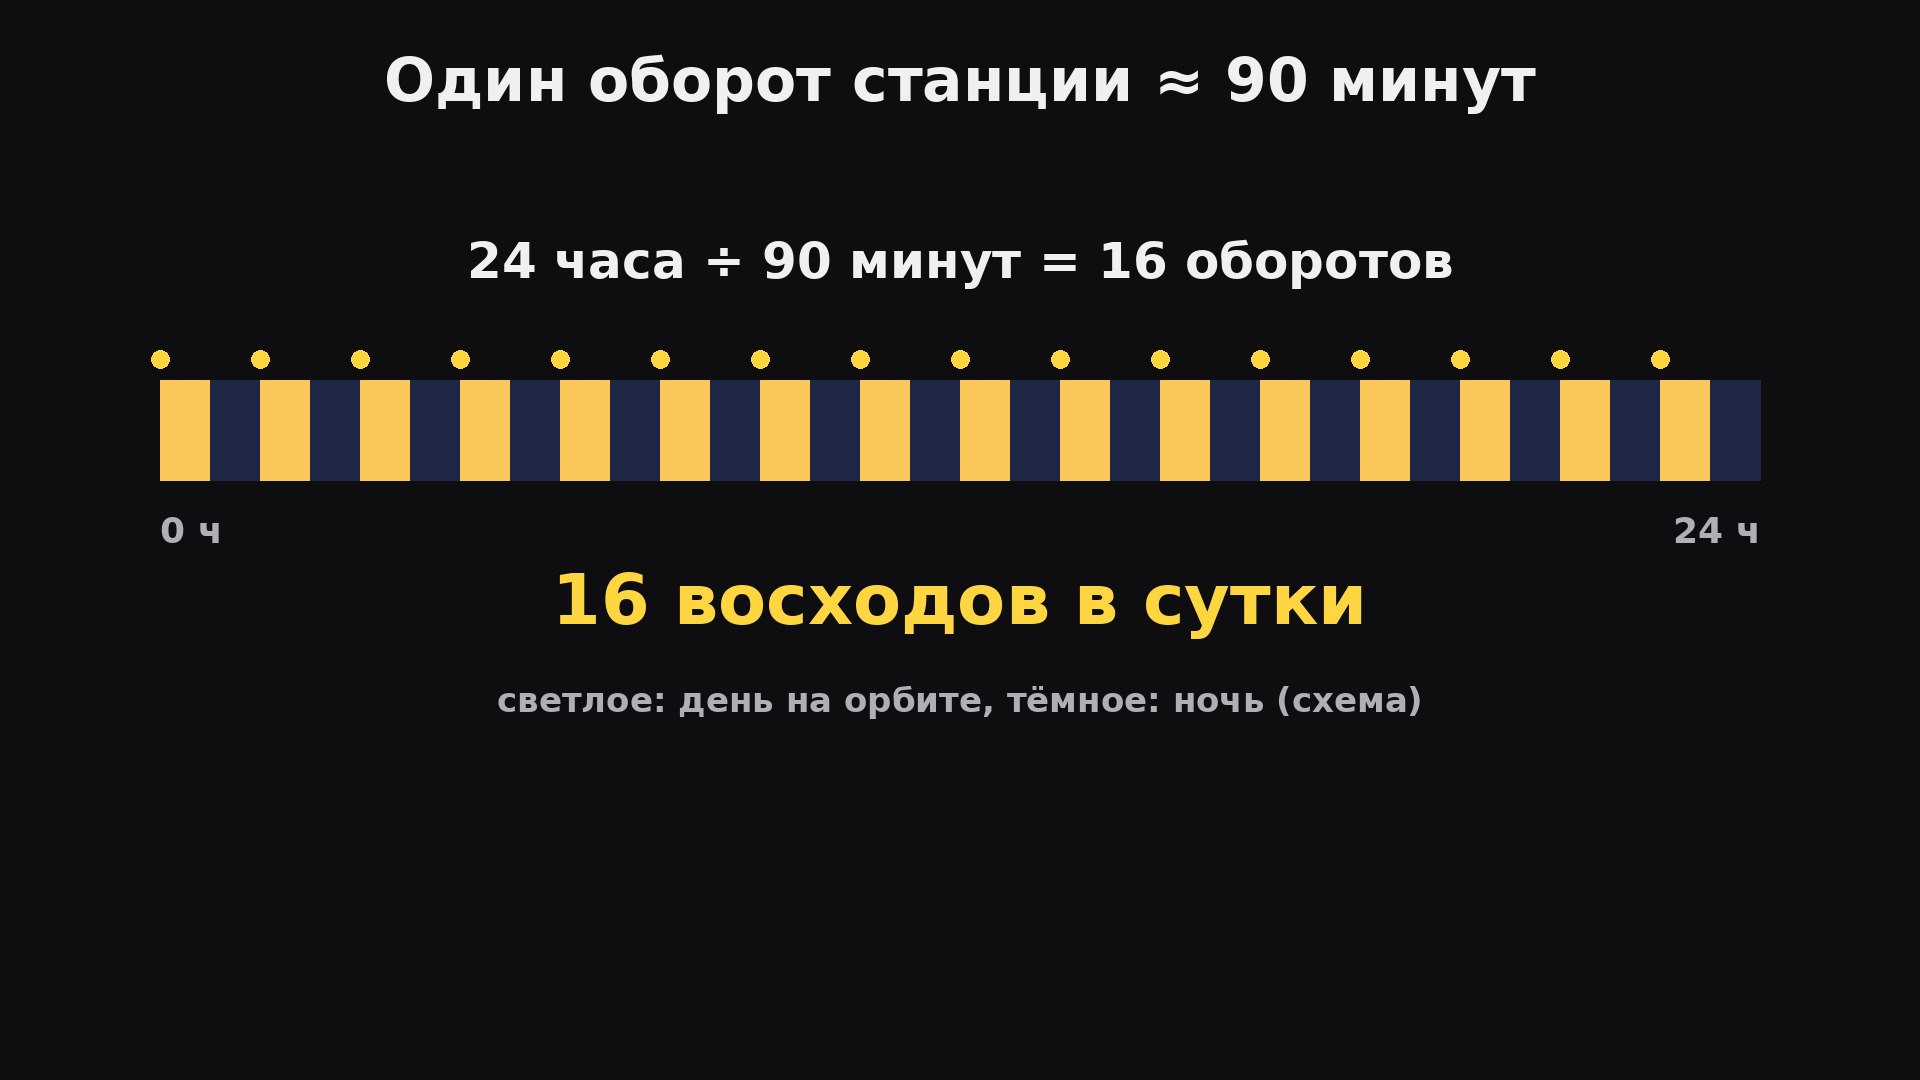 Один оборот станции ≈ 90 минут
24 часа ÷ 90 минут = 16 оборотов
0 ч
24 ч
16 восходов в сутки
светлое: день на орбите, тёмное: ночь (схема)